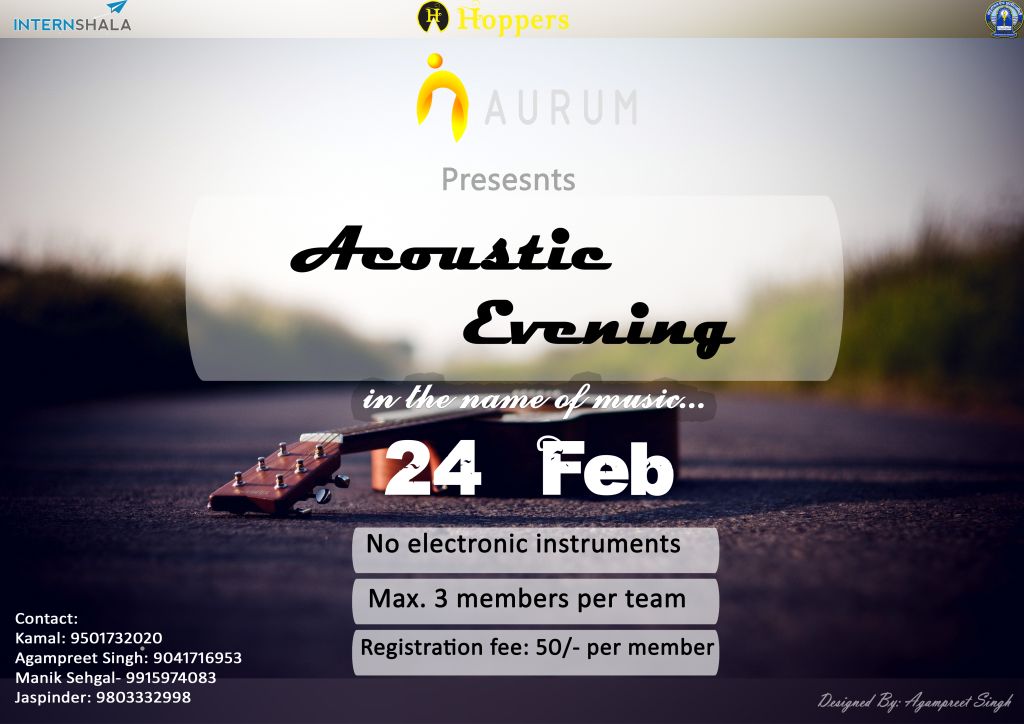 INTERNSHALA
Hoppers
AURUM
Presesnts
Acoustic
Evening
in the name of music...
24 Feb
No electronic instruments
Max. 3 members per team
Registration fee: 50/- per member
Contact:
Kamal: 9501732020
Agampreet Singh: 9041716953
Manik Sehgal- 9915974083
Jaspinder: 9803332998
Designed By: Agampreet Singh